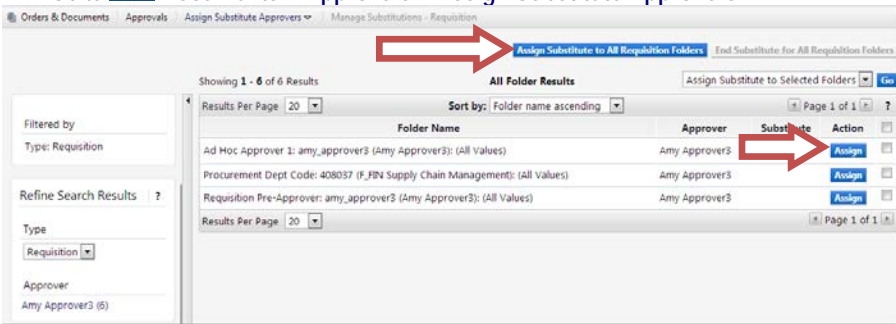 Orders & Documents Approvals Assign Substitute Approvers Manage Substitutions - Requisition
Assign Substitute to All Requisition Folders End Substitute for All Requisition Folders
Showing 1 - 6 of 6 Results All Folder Results Assign Substitute to Selected Folders Go
Results Per Page 20 Sort by: Folder name ascending Page 1 of 1 ?
Filtered by
Type: Requisition
Folder Name Approver Substitute Action
Ad Hoc Approver 1: amy_approver3 (Amy Approver3): (All Values) Amy Approver3 Assign
Procurement Dept Code: 408037 (F_FIN Supply Chain Management): (All Values) Amy Approver3 Assign
Requisition Pre-Approver: amy_approver3 (Amy Approver3): (All Values) Amy Approver3 Assign
Results Per Page 20 Page 1 of 1
Refine Search Results ?
Type
Requisition
Approver
Amy Approver3 (6)